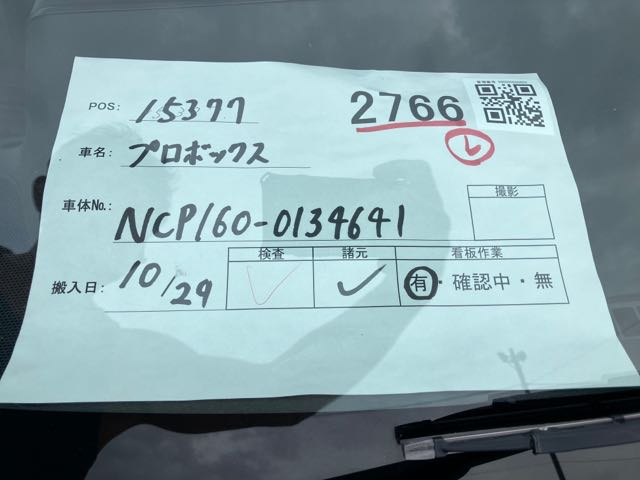 POS: 15377
2766
レ
車名: プロボックス
車体No.: NCP160-0134641
撮影
搬入日: 10/29
検査 諸元 看板作業
有・確認中・無